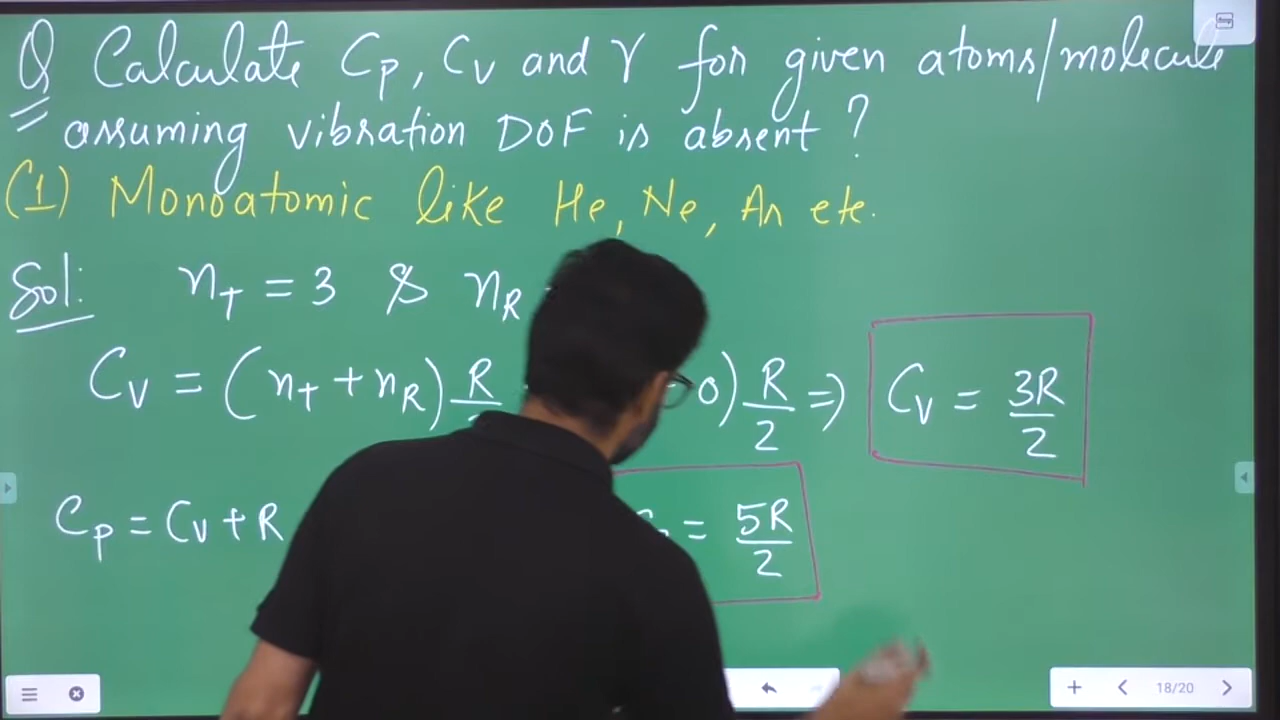 Q Calculate Cp, Cv and γ for given atoms/molecule
assuming vibration DOF is absent ?
(1) Monoatomic like He, Ne, Ar etc.
Sol: nT = 3 & nR
Cv = (nT + nR) R 0) R/2 ⇒ Cv = 3R/2
Cp = Cv + R = 5R/2
18/20